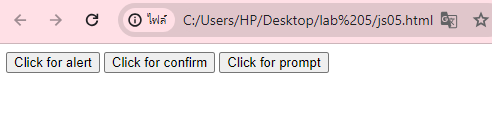 ไฟล์ C:/Users/HP/Desktop/lab%205/js05.html
Click for alert Click for confirm Click for prompt